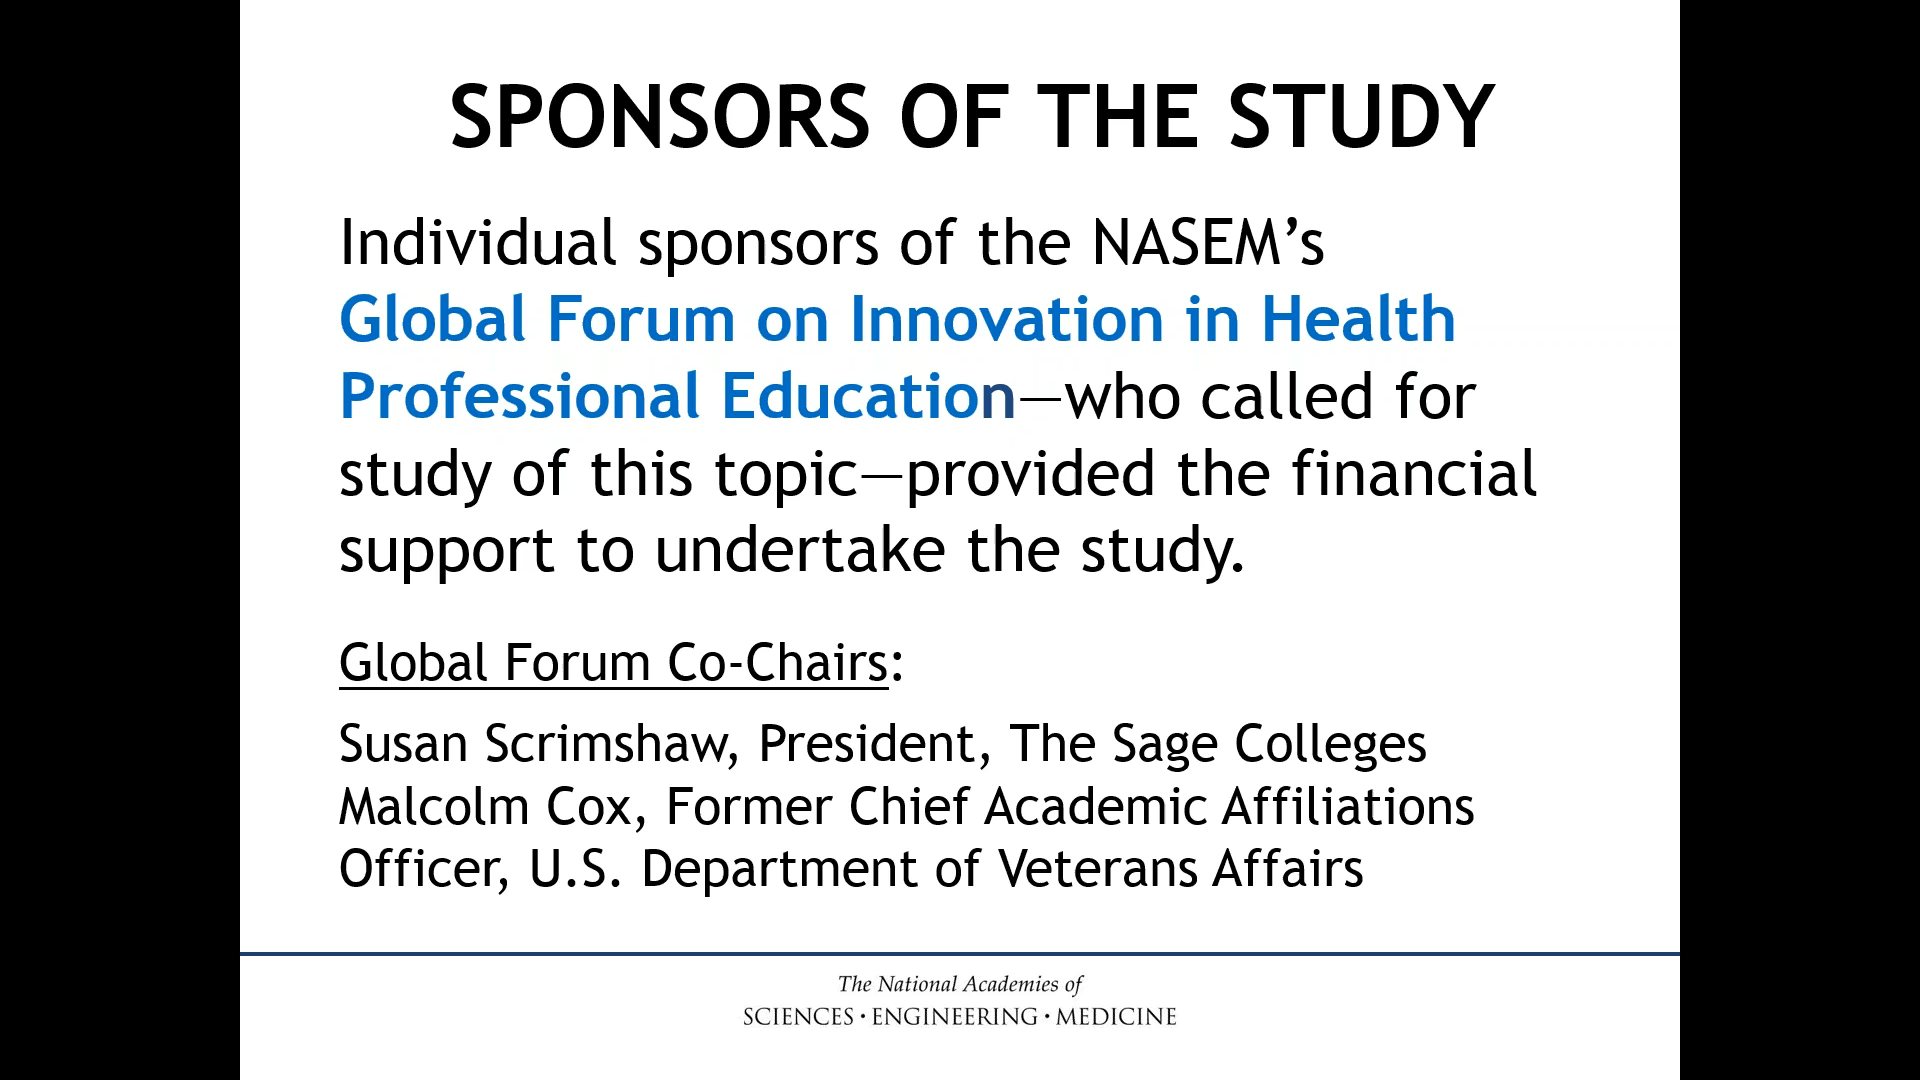 SPONSORS OF THE STUDY
Individual sponsors of the NASEM’s
Global Forum on Innovation in Health
Professional Education—who called for
study of this topic—provided the financial
support to undertake the study.
Global Forum Co-Chairs:
Susan Scrimshaw, President, The Sage Colleges
Malcolm Cox, Former Chief Academic Affiliations
Officer, U.S. Department of Veterans Affairs
The National Academies of
SCIENCES · ENGINEERING · MEDICINE